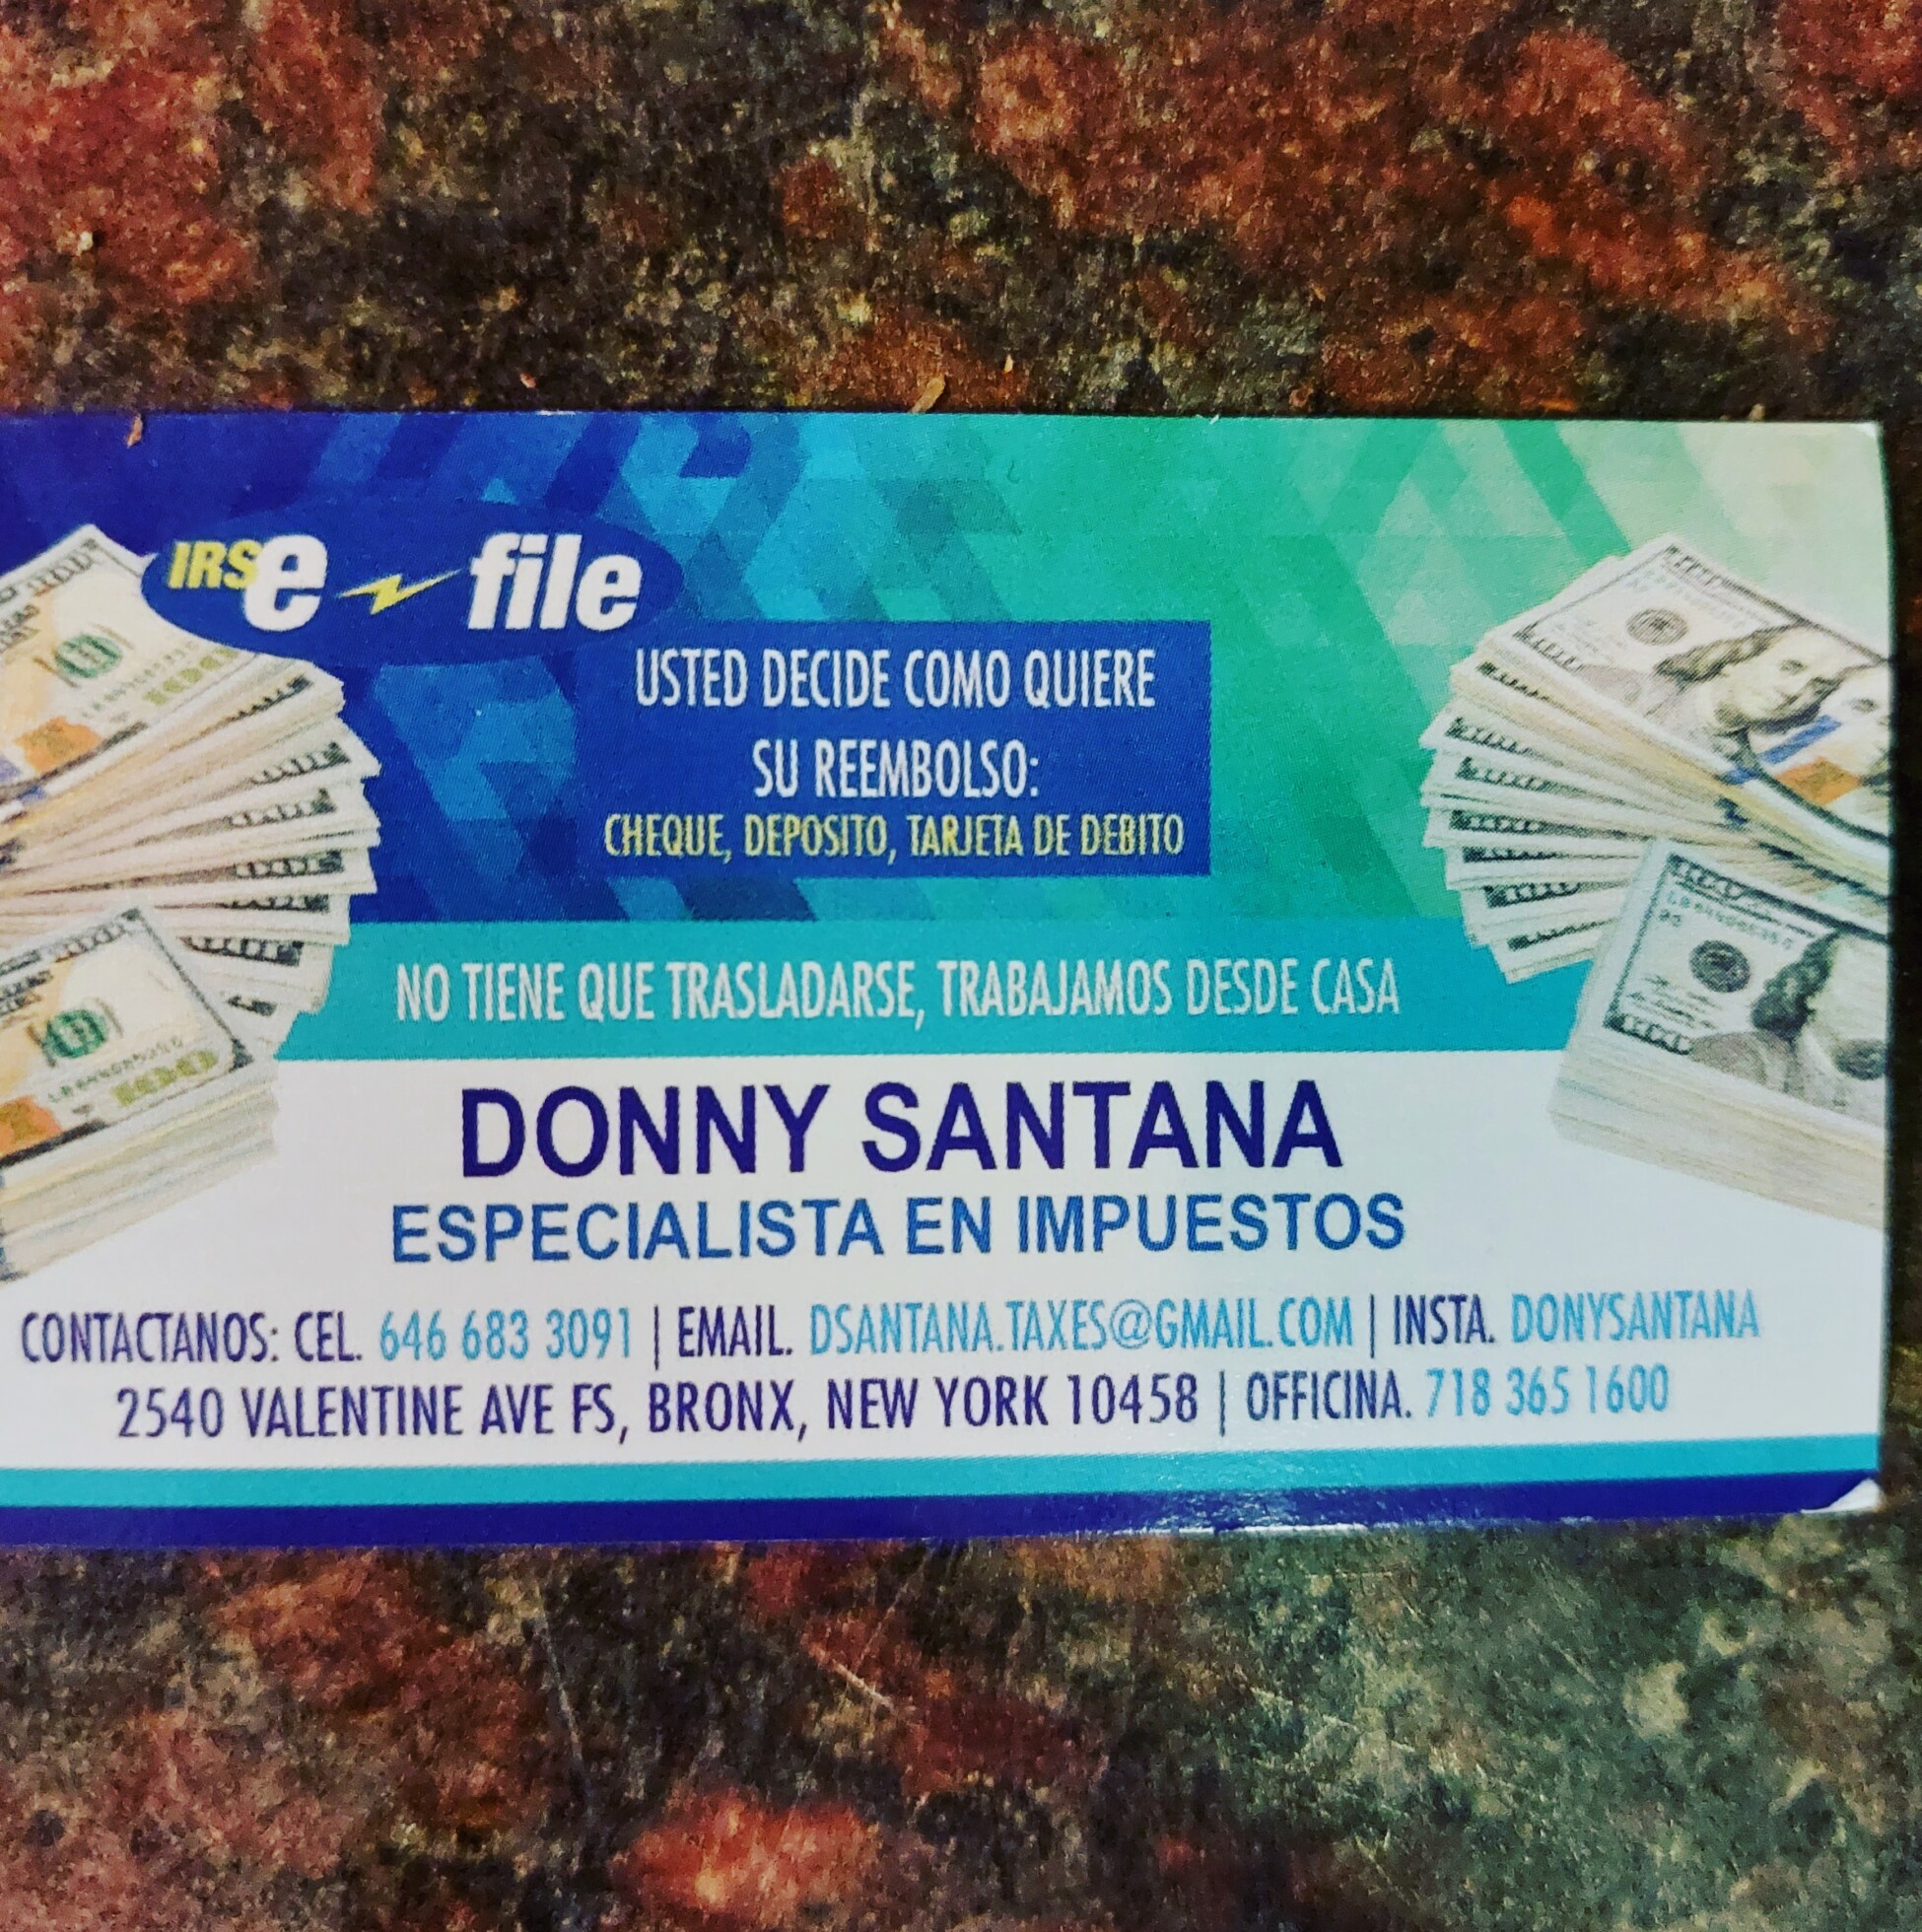 IRS e file
USTED DECIDE COMO QUIERE
SU REEMBOLSO:
CHEQUE, DEPOSITO, TARJETA DE DEBITO
NO TIENE QUE TRASLADARSE, TRABAJAMOS DESDE CASA
DONNY SANTANA
ESPECIALISTA EN IMPUESTOS
CONTACTANOS: CEL. 646 683 3091 | EMAIL. DSANTANA.TAXES@GMAIL.COM | INSTA. DONYSANTANA
2540 VALENTINE AVE FS, BRONX, NEW YORK 10458 | OFFICINA. 718 365 1600